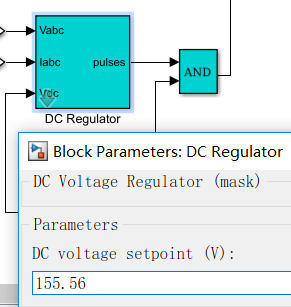 Vabc
Iabc
pulses
Vdc
AND
DC Regulator
Block Parameters: DC Regulator
DC Voltage Regulator (mask)
Parameters
DC voltage setpoint (V):
155.56